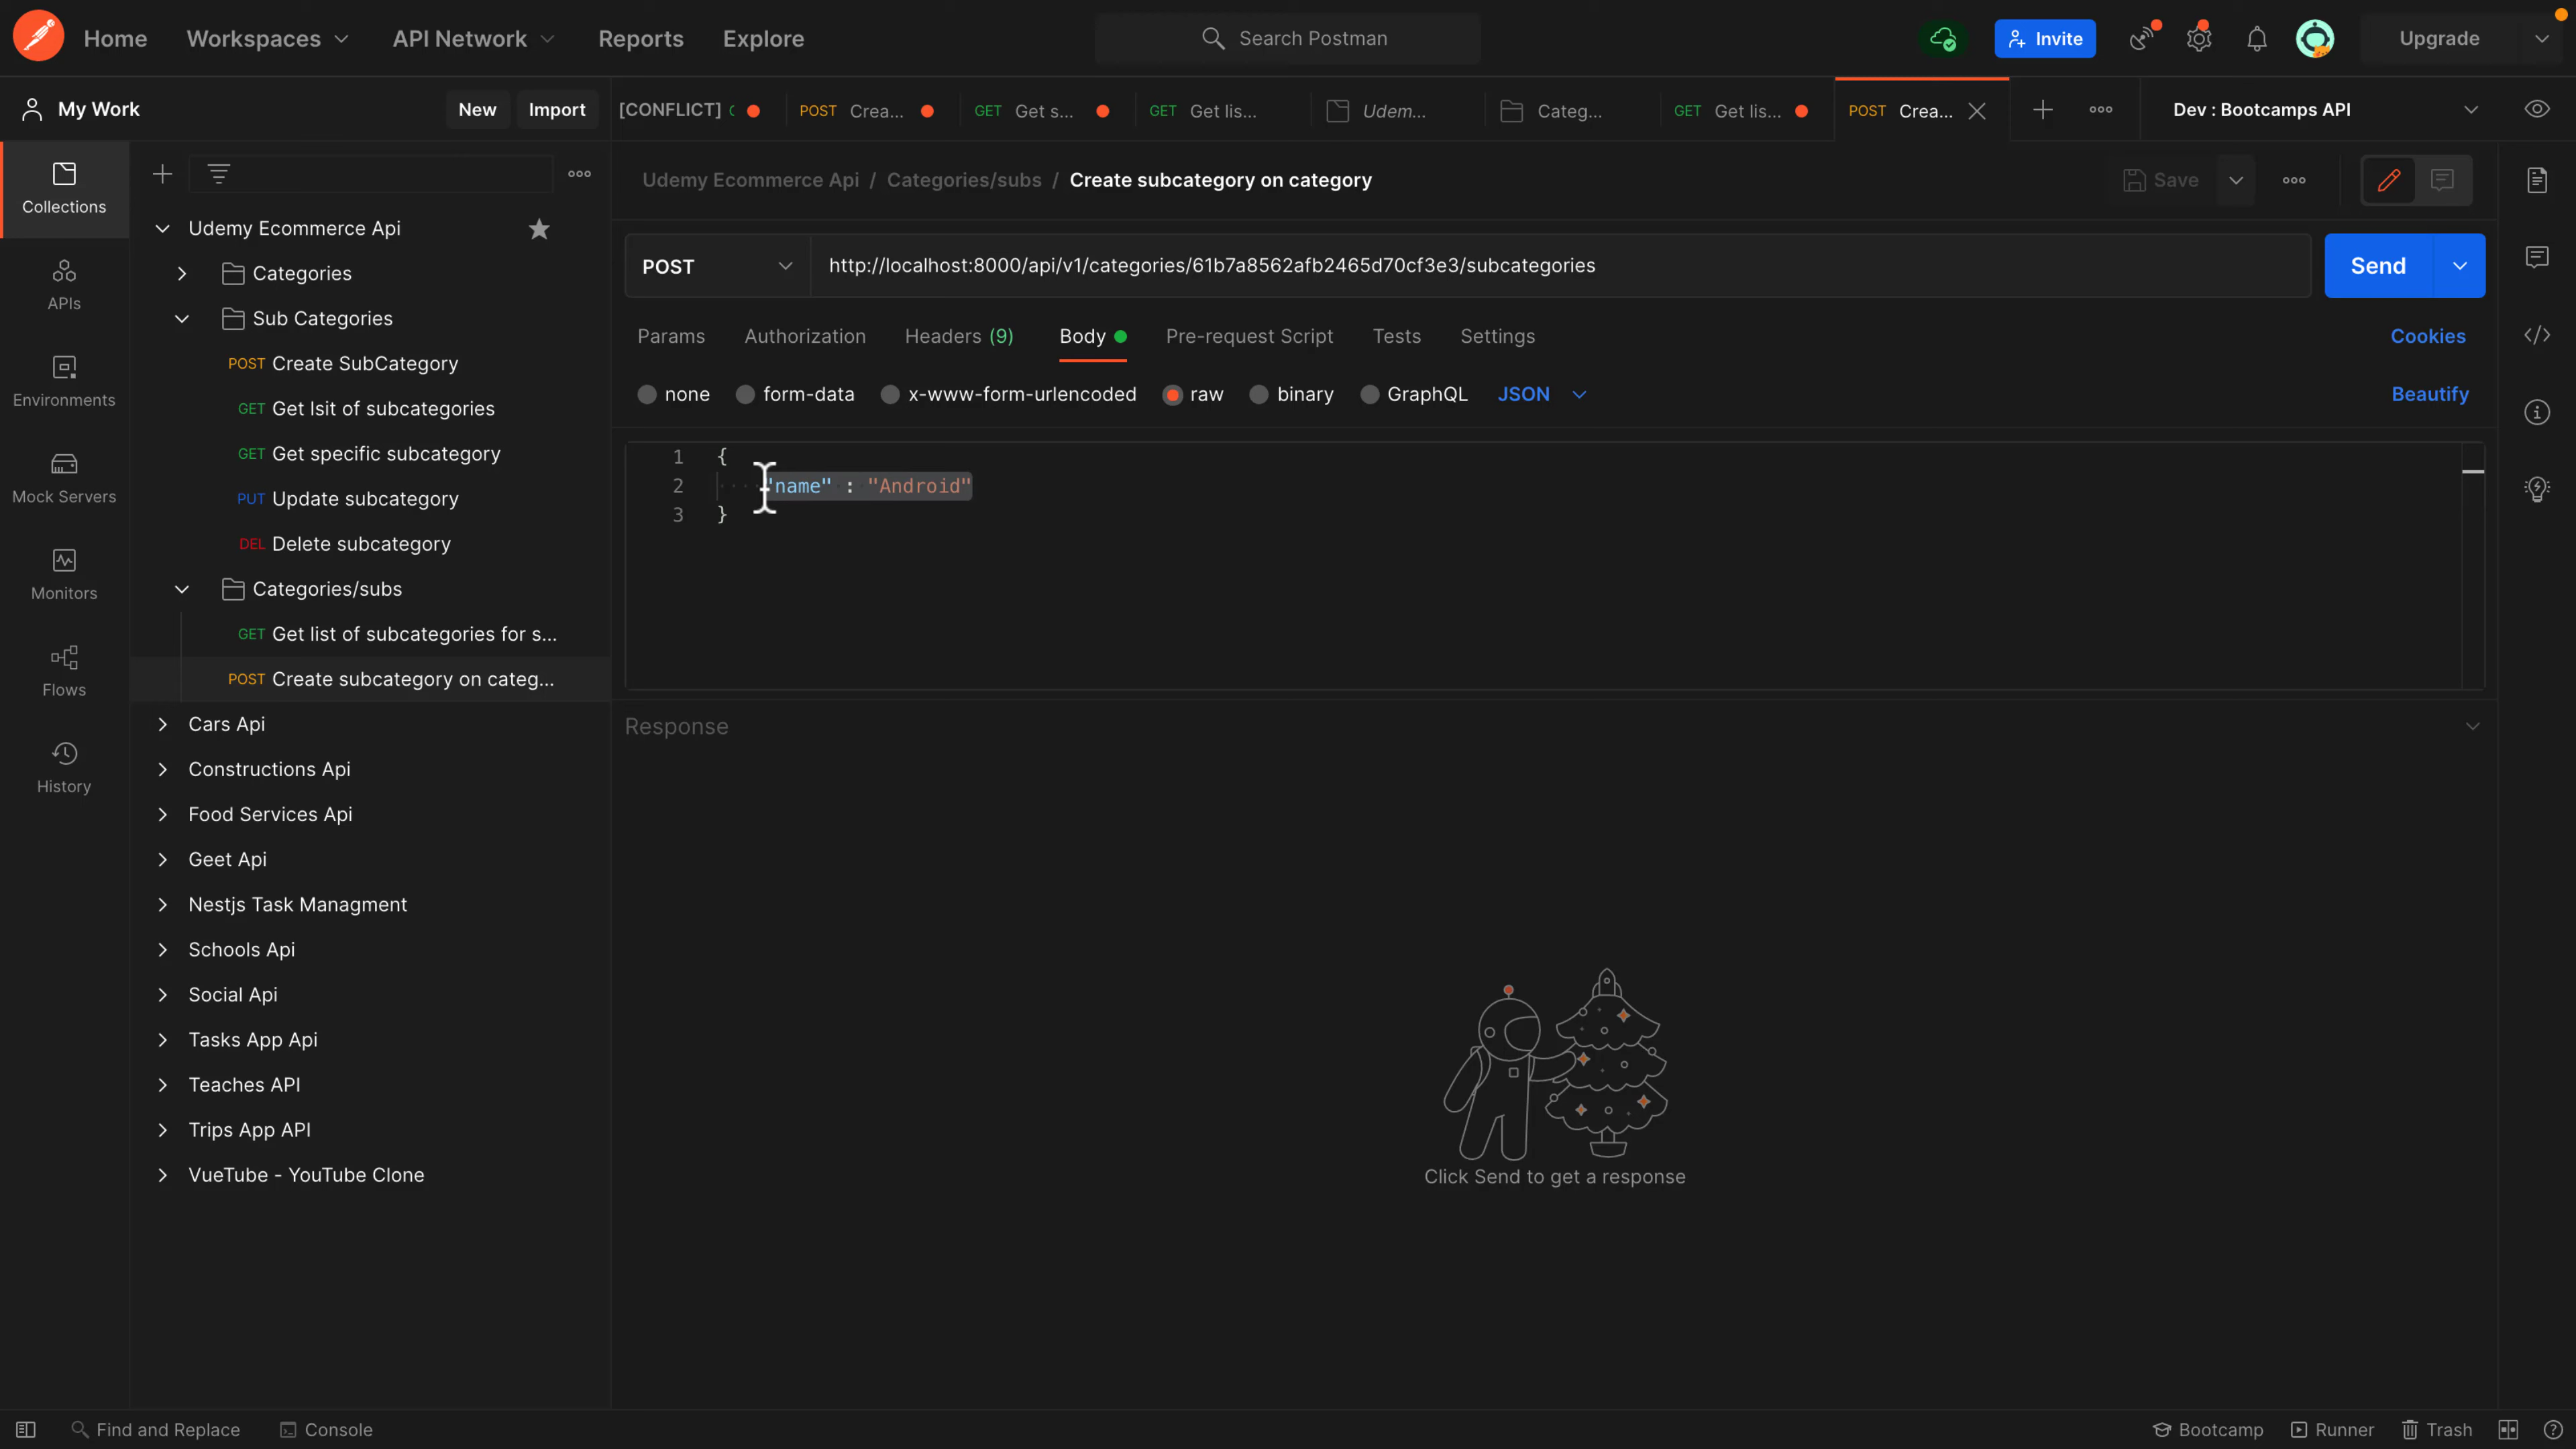 Home Workspaces API Network Reports Explore Search Postman Invite Upgrade
My Work New Import [CONFLICT] POST Crea... GET Get s... GET Get lis... Udem... Categ... GET Get lis... POST Crea... Dev : Bootcamps API
Collections
APIs
Environments
Mock Servers
Monitors
Flows
History
Udemy Ecommerce Api
Categories
Sub Categories
POST Create SubCategory
GET Get lsit of subcategories
GET Get specific subcategory
PUT Update subcategory
DEL Delete subcategory
Categories/subs
GET Get list of subcategories for s...
POST Create subcategory on categ...
Cars Api
Constructions Api
Food Services Api
Geet Api
Nestjs Task Managment
Schools Api
Social Api
Tasks App Api
Teaches API
Trips App API
VueTube - YouTube Clone
Udemy Ecommerce Api / Categories/subs / Create subcategory on category Save
POST http://localhost:8000/api/v1/categories/61b7a8562afb2465d70cf3e3/subcategories Send
Params Authorization Headers (9) Body Pre-request Script Tests Settings Cookies
none form-data x-www-form-urlencoded raw binary GraphQL JSON Beautify
1 {
2 "name" : "Android"
3 }
Response
Click Send to get a response
Find and Replace Console Bootcamp Runner Trash